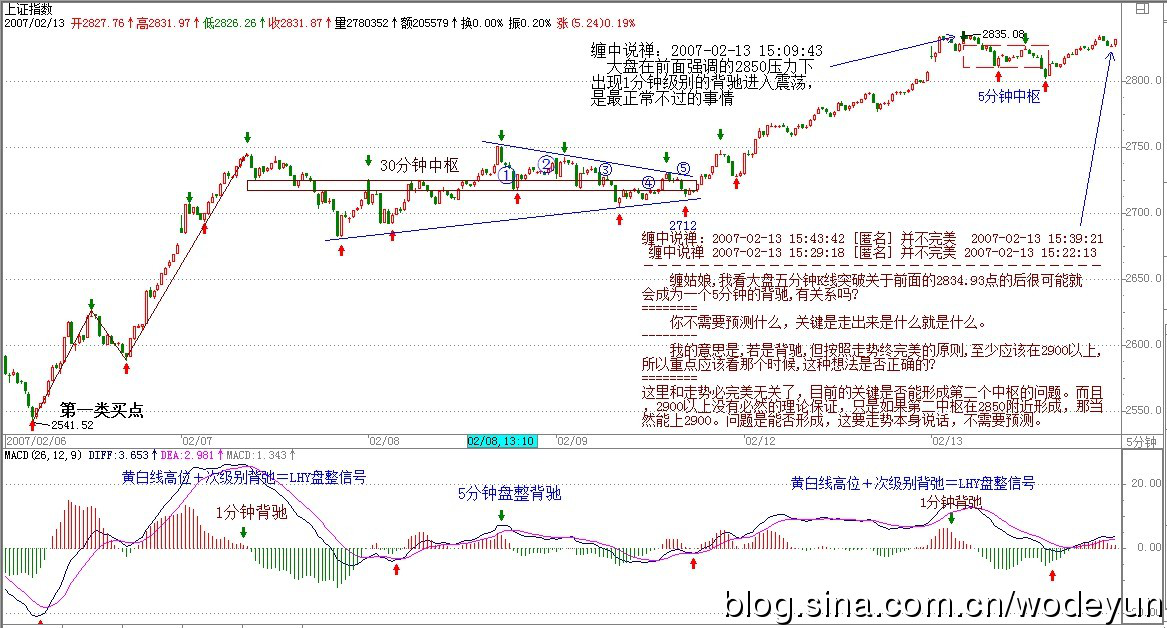 上证指数
2007/02/13 开2827.76↑高2831.97↑低2826.26↑收2831.87↑量2780352↑额205579↑换0.00% 振0.20% 涨(5.24)0.19%
缠中说禅：2007-02-13 15:09:43
大盘在前面强调的2850压力下
出现1分钟级别的背驰进入震荡，
是最正常不过的事情
2835.08
5分钟中枢
2800.0
30分钟中枢
①
②
③
④
⑤
2750.0
2712
2700.0
缠中说禅：2007-02-13 15:43:42 [匿名] 并不完美 2007-02-13 15:39:21
缠中说禅 2007-02-13 15:29:18 [匿名] 并不完美 2007-02-13 15:22:13
缠姑娘,我看大盘五分钟K线突破关于前面的2834.93点的后很可能就
会成为一个5分钟的背驰,有关系吗?
2650.0
========
你不需要预测什么，关键是走出来是什么就是什么。
我的意思是,若是背驰,但按照走势终完美的原则,至少应该在2900以上,
所以重点应该看那个时候,这种想法是否正确的?
2600.0
========
这里和走势必完美无关了，目前的关键是否能形成第二个中枢的问题。而且
，2900以上没有必然的理论保证，只是如果第二中枢在2850附近形成，那当
然能上2900。问题是能否形成，这要走势本身说话，不需要预测。
2550.0
第一类买点
2541.52
2007/02/06 02/07 02/08 02/08,13:10 02/09 02/12 02/13 5分钟
MACD(26,12,9) DIFF:3.653↑DEA:2.981↑MACD:1.343↑
黄白线高位＋次级别背弛＝LHY盘整信号
1分钟背驰
5分钟盘整背驰
黄白线高位＋次级别背弛＝LHY盘整信号
1分钟背弛
20.00
0.00
blog.sina.com.cn/wodeyun